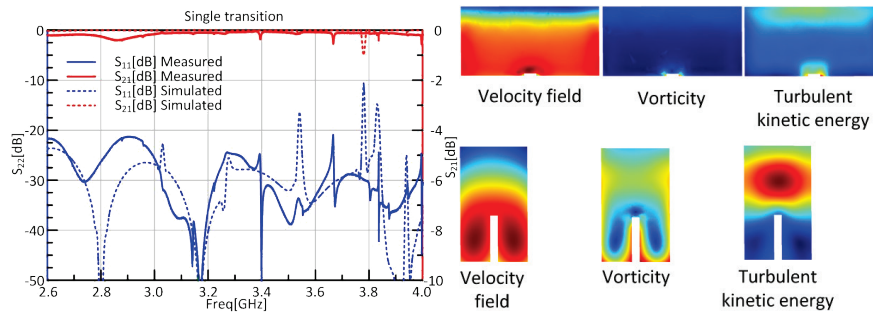 Single transition
0
-10
-20
-30
-40
-50
S22[dB]
S11[dB] Measured
S21[dB] Measured
S11[dB] Simulated
S21[dB] Simulated
0
-2
-4
-6
-8
-10
S21[dB]
2.6
2.8
3.0
3.2
3.4
3.6
3.8
4.0
Freq[GHz]
Velocity field
Vorticity
Turbulent
kinetic energy
Velocity
field
Vorticity
Turbulent
kinetic energy